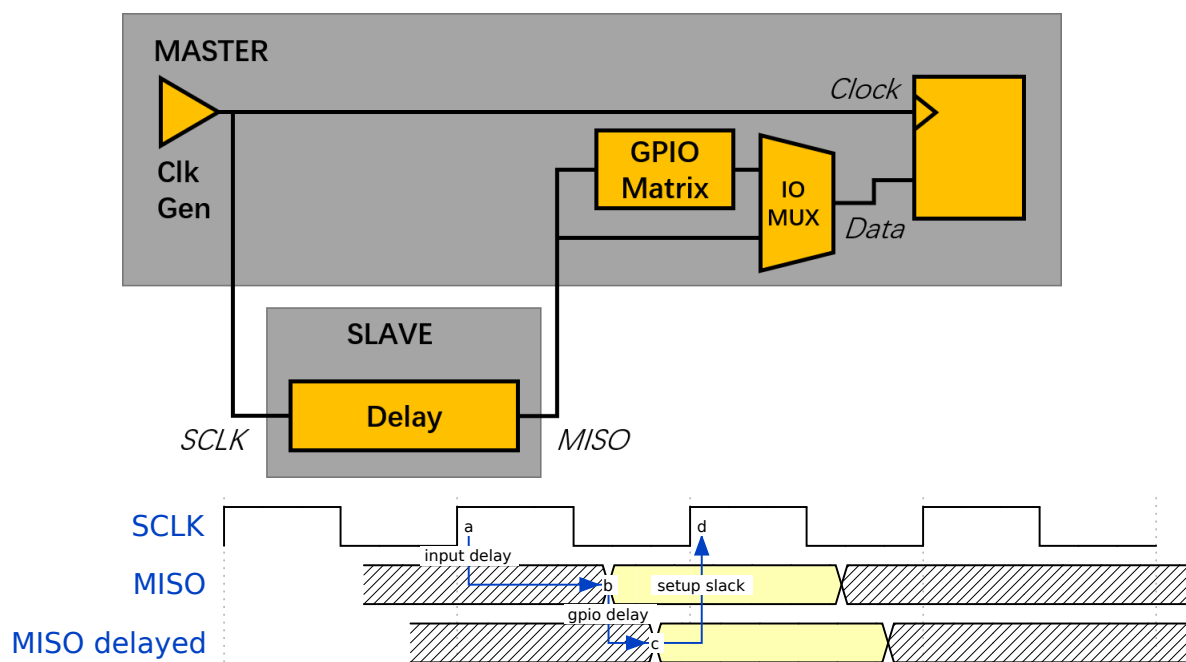 MASTER
Clock
Clk
Gen
GPIO
Matrix
IO
MUX
Data
SLAVE
Delay
SCLK
MISO
SCLK
a
d
input delay
MISO
b
setup slack
gpio delay
MISO delayed
c